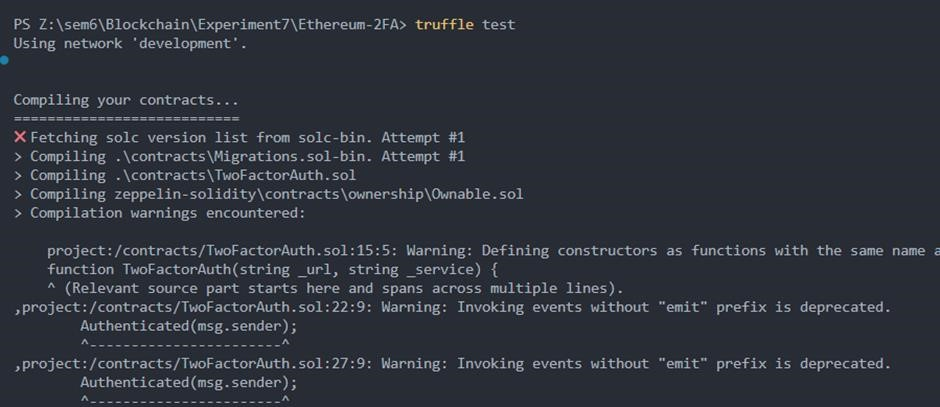 PS Z:\sem6\Blockchain\Experiment7\Ethereum-2FA> truffle test
Using network 'development'.
Compiling your contracts...
===========================
❌ Fetching solc version list from solc-bin. Attempt #1
> Compiling .\contracts\Migrations.sol-bin. Attempt #1
> Compiling .\contracts\TwoFactorAuth.sol
> Compiling zeppelin-solidity\contracts\ownership\Ownable.sol
> Compilation warnings encountered:
project:/contracts/TwoFactorAuth.sol:15:5: Warning: Defining constructors as functions with the same name a
function TwoFactorAuth(string _url, string _service) {
^ (Relevant source part starts here and spans across multiple lines).
,project:/contracts/TwoFactorAuth.sol:22:9: Warning: Invoking events without "emit" prefix is deprecated.
Authenticated(msg.sender);
^-----------------------^
,project:/contracts/TwoFactorAuth.sol:27:9: Warning: Invoking events without "emit" prefix is deprecated.
Authenticated(msg.sender);
^-----------------------^